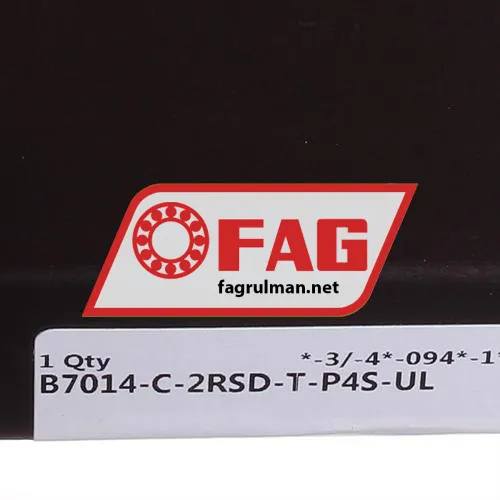 FAG
fagrulman.net
1 Qty *-3/-4*-094*-1*
B7014-C-2RSD-T-P4S-UL